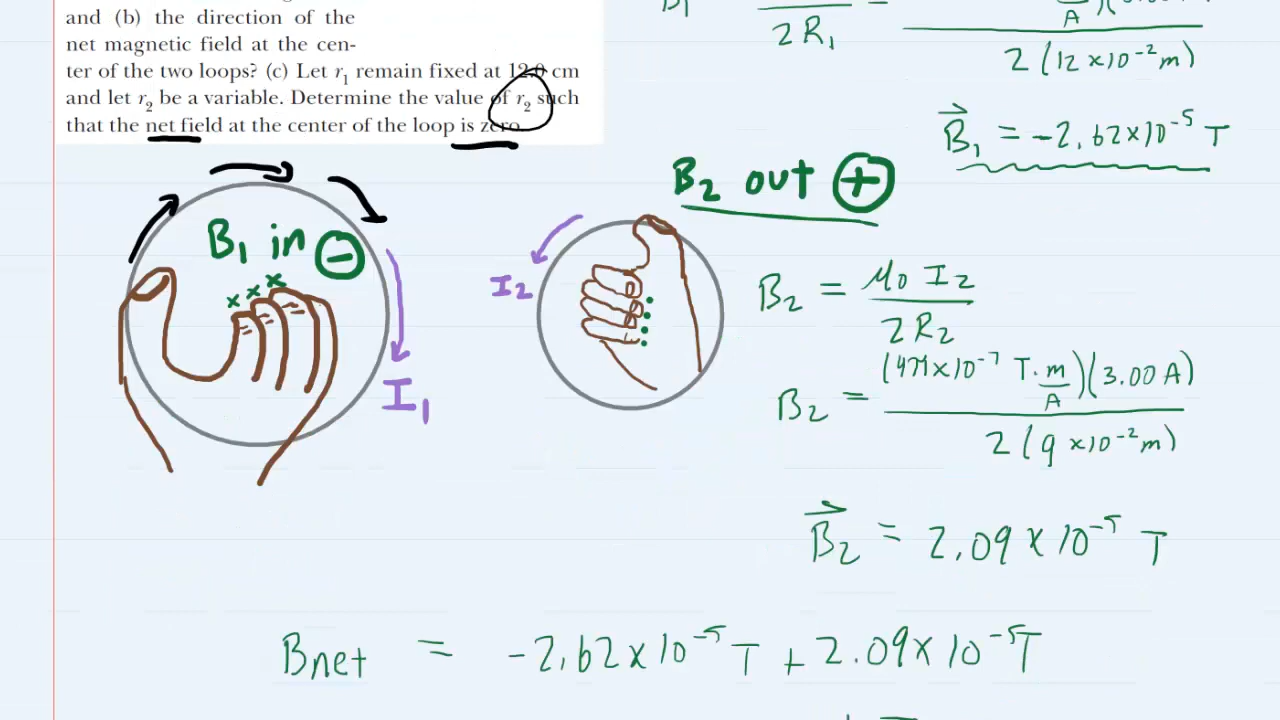 and (b) the direction of the
net magnetic field at the cen-
ter of the two loops? (c) Let r₁ remain fixed at 12.0 cm
and let r₂ be a variable. Determine the value of r₂ such
that the net field at the center of the loop is zero.
2 R₁
=
2 (12 ×10⁻² m)
B⃗₁ = -2.62×10⁻⁵ T
B₂ out +
B₁ in −
I₁
I₂
B₂ = μ₀ I₂
2 R₂
B₂ = (4π×10⁻⁷ T·m/A)(3.00 A)
2 (9 ×10⁻² m)
B⃗₂ = 2.09 × 10⁻⁵ T
Bnet = -2.62 × 10⁻⁵ T + 2.09 × 10⁻⁵ T